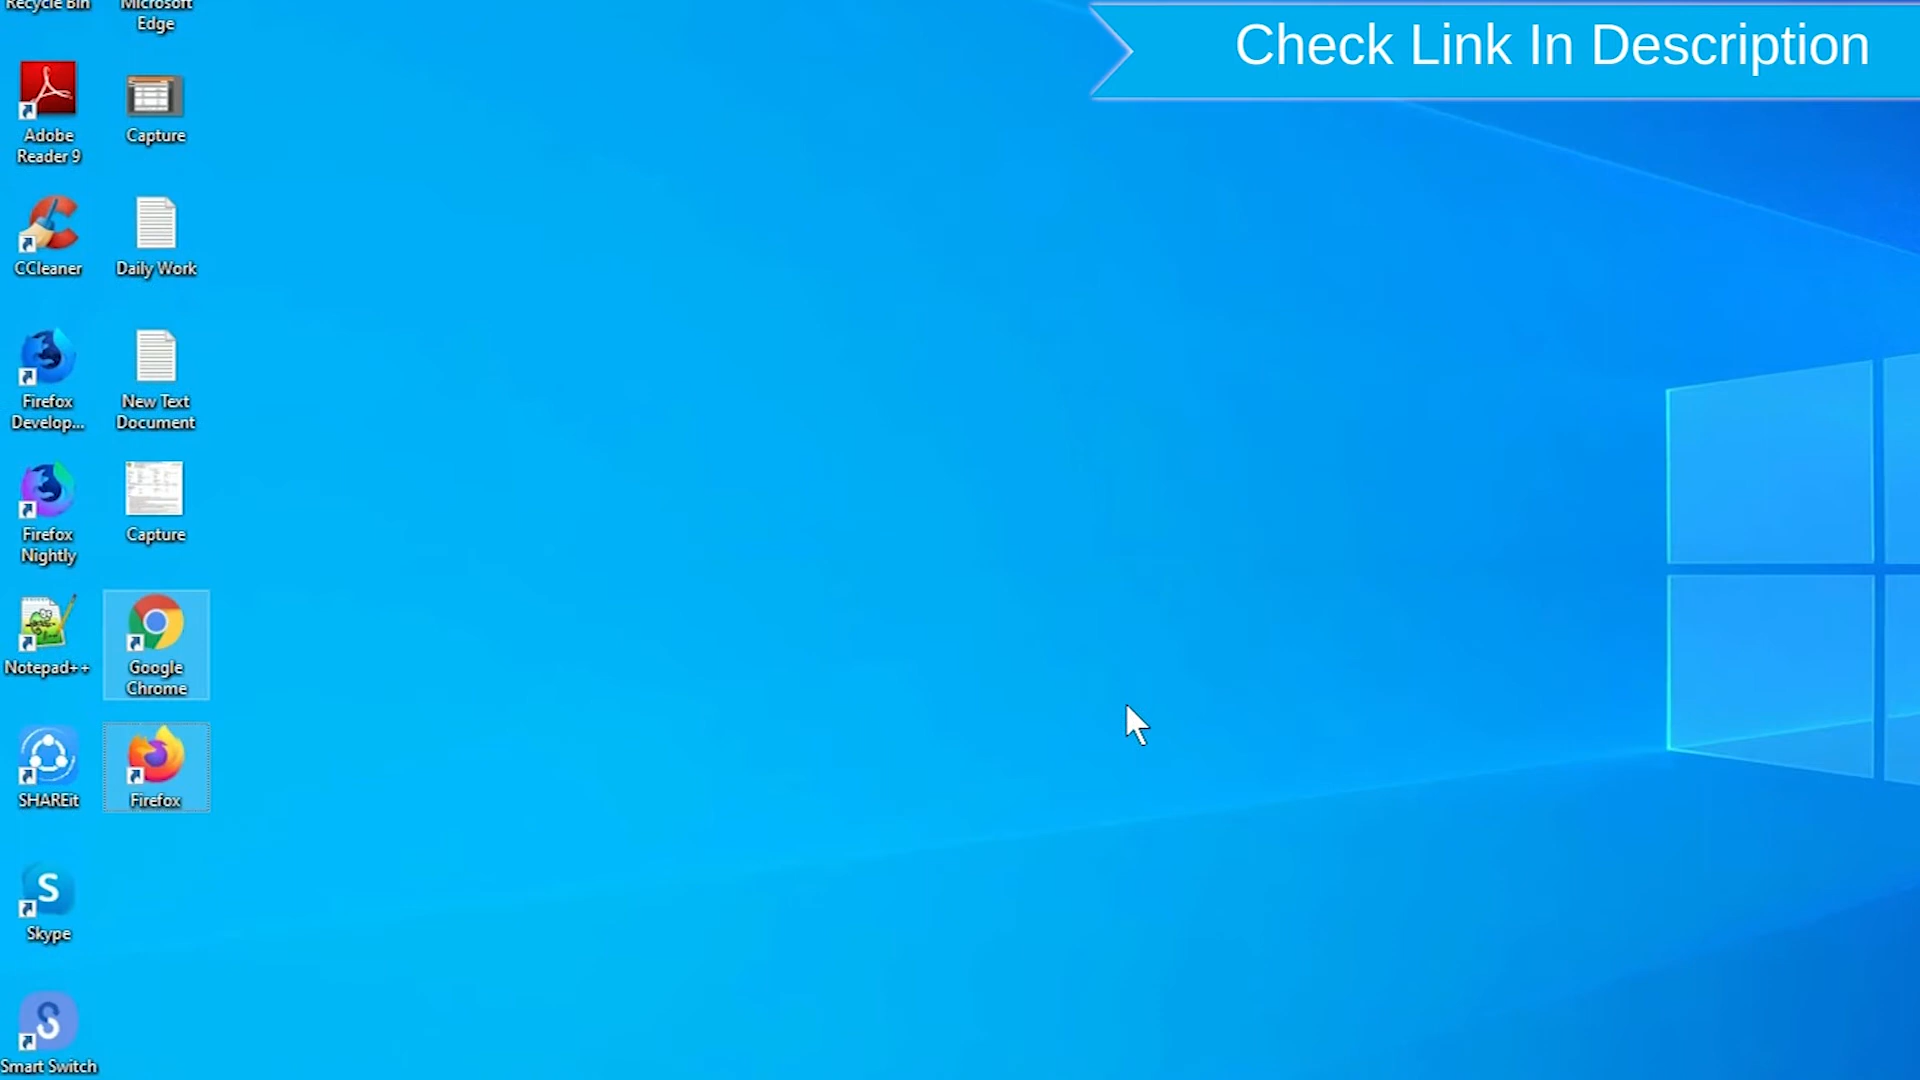 Recycle Bin
Microsoft
Edge
Check Link In Description
Adobe
Reader 9
Capture
CCleaner
Daily Work
Firefox
Develop...
New Text
Document
Firefox
Nightly
Capture
Notepad++
Google
Chrome
SHAREit
Firefox
Skype
Smart Switch